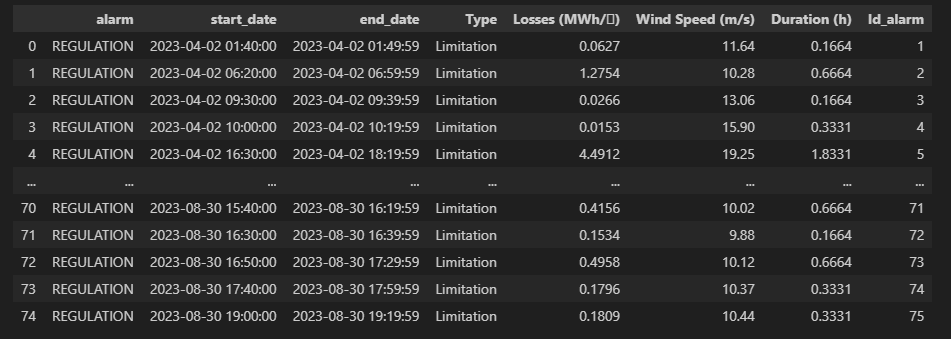 alarm start_date end_date Type Losses (MWh/▯) Wind Speed (m/s) Duration (h) Id_alarm
0 REGULATION 2023-04-02 01:40:00 2023-04-02 01:49:59 Limitation 0.0627 11.64 0.1664 1
1 REGULATION 2023-04-02 06:20:00 2023-04-02 06:59:59 Limitation 1.2754 10.28 0.6664 2
2 REGULATION 2023-04-02 09:30:00 2023-04-02 09:39:59 Limitation 0.0266 13.06 0.1664 3
3 REGULATION 2023-04-02 10:00:00 2023-04-02 10:19:59 Limitation 0.0153 15.90 0.3331 4
4 REGULATION 2023-04-02 16:30:00 2023-04-02 18:19:59 Limitation 4.4912 19.25 1.8331 5
... ... ... ... ... ... ... ... ...
70 REGULATION 2023-08-30 15:40:00 2023-08-30 16:19:59 Limitation 0.4156 10.02 0.6664 71
71 REGULATION 2023-08-30 16:30:00 2023-08-30 16:39:59 Limitation 0.1534 9.88 0.1664 72
72 REGULATION 2023-08-30 16:50:00 2023-08-30 17:29:59 Limitation 0.4958 10.12 0.6664 73
73 REGULATION 2023-08-30 17:40:00 2023-08-30 17:59:59 Limitation 0.1796 10.37 0.3331 74
74 REGULATION 2023-08-30 19:00:00 2023-08-30 19:19:59 Limitation 0.1809 10.44 0.3331 75